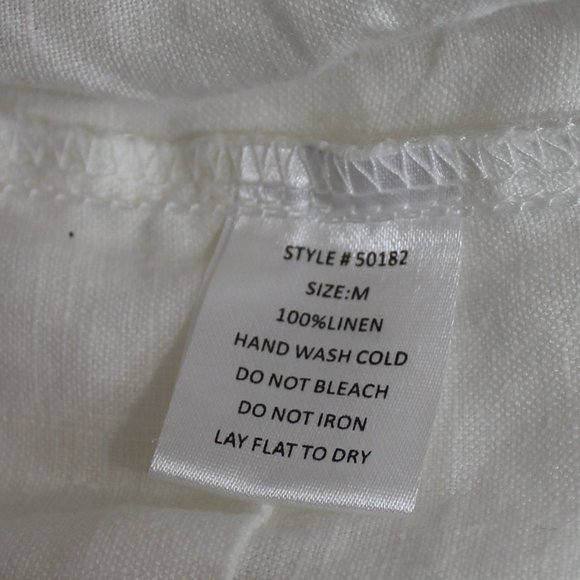 STYLE # 50182
SIZE:M
100%LINEN
HAND WASH COLD
DO NOT BLEACH
DO NOT IRON
LAY FLAT TO DRY